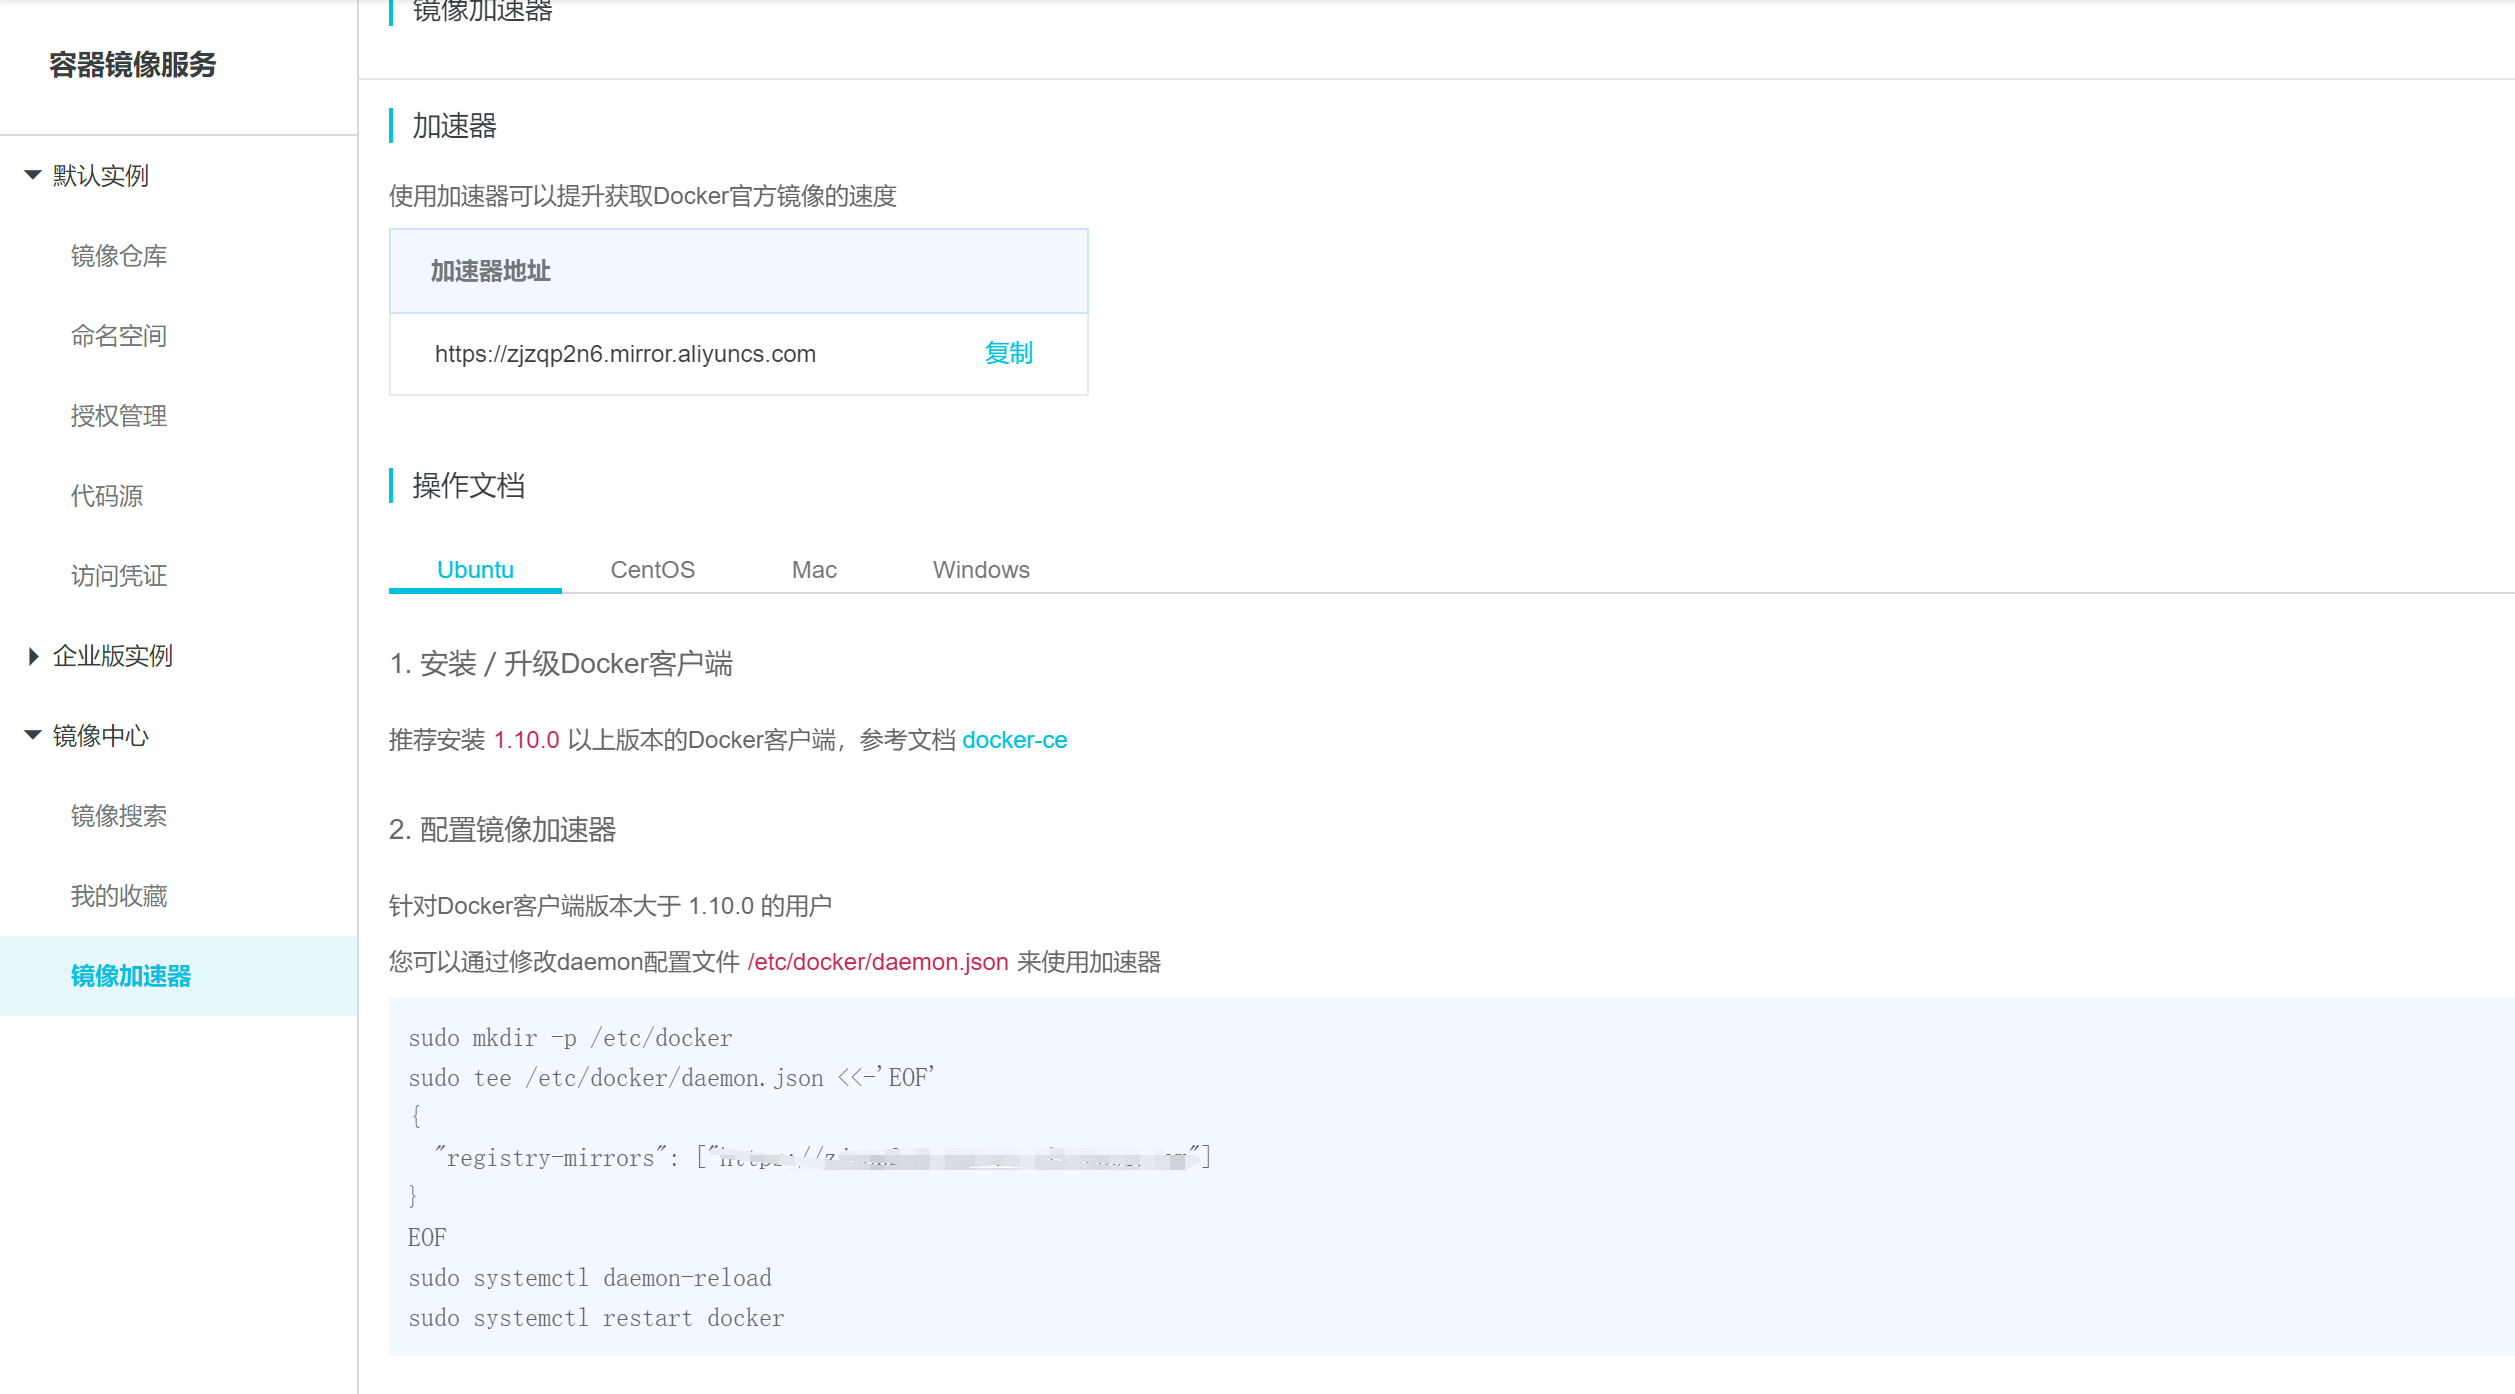 容器镜像服务
默认实例
镜像仓库
命名空间
授权管理
代码源
访问凭证
企业版实例
镜像中心
镜像搜索
我的收藏
镜像加速器
镜像加速器
加速器
使用加速器可以提升获取Docker官方镜像的速度
加速器地址
https://zjzqp2n6.mirror.aliyuncs.com 复制
操作文档
Ubuntu CentOS Mac Windows
1. 安装 / 升级Docker客户端
推荐安装 1.10.0 以上版本的Docker客户端，参考文档 docker-ce
2. 配置镜像加速器
针对Docker客户端版本大于 1.10.0 的用户
您可以通过修改daemon配置文件 /etc/docker/daemon.json 来使用加速器
sudo mkdir -p /etc/docker
sudo tee /etc/docker/daemon.json <<-'EOF'
{
"registry-mirrors": [""]
}
EOF
sudo systemctl daemon-reload
sudo systemctl restart docker